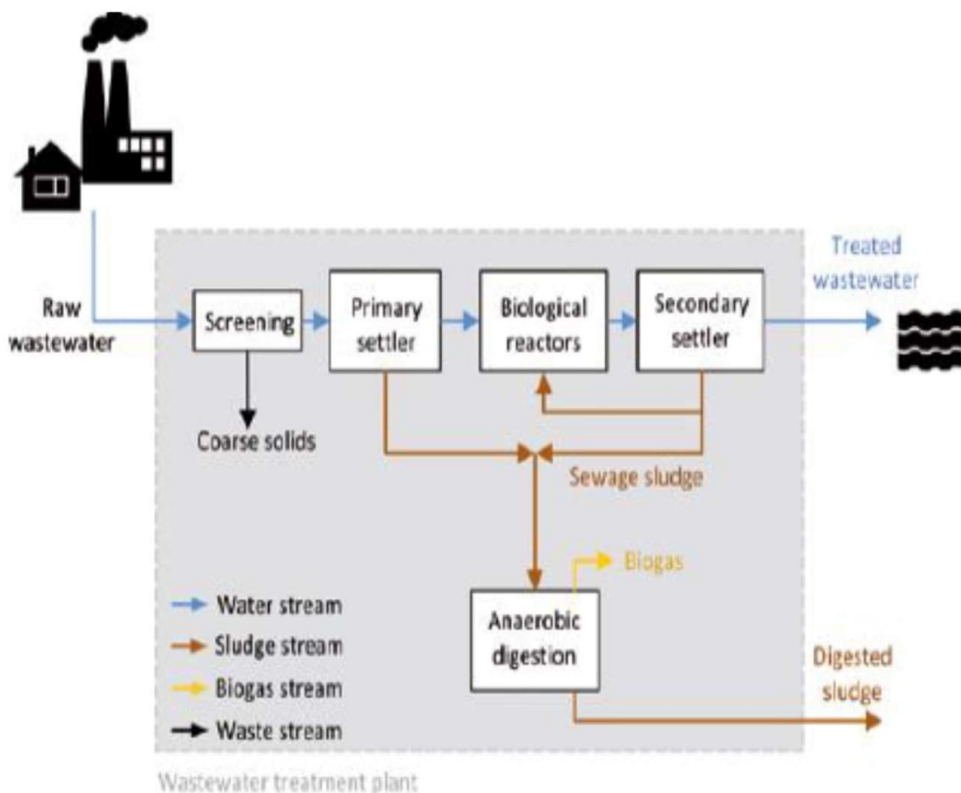 Treated
wastewater
Raw
wastewater
Screening
Primary
settler
Biological
reactors
Secondary
settler
Coarse solids
Sewage sludge
Biogas
Anaerobic
digestion
Water stream
Sludge stream
Biogas stream
Waste stream
Digested
sludge
Wastewater treatment plant